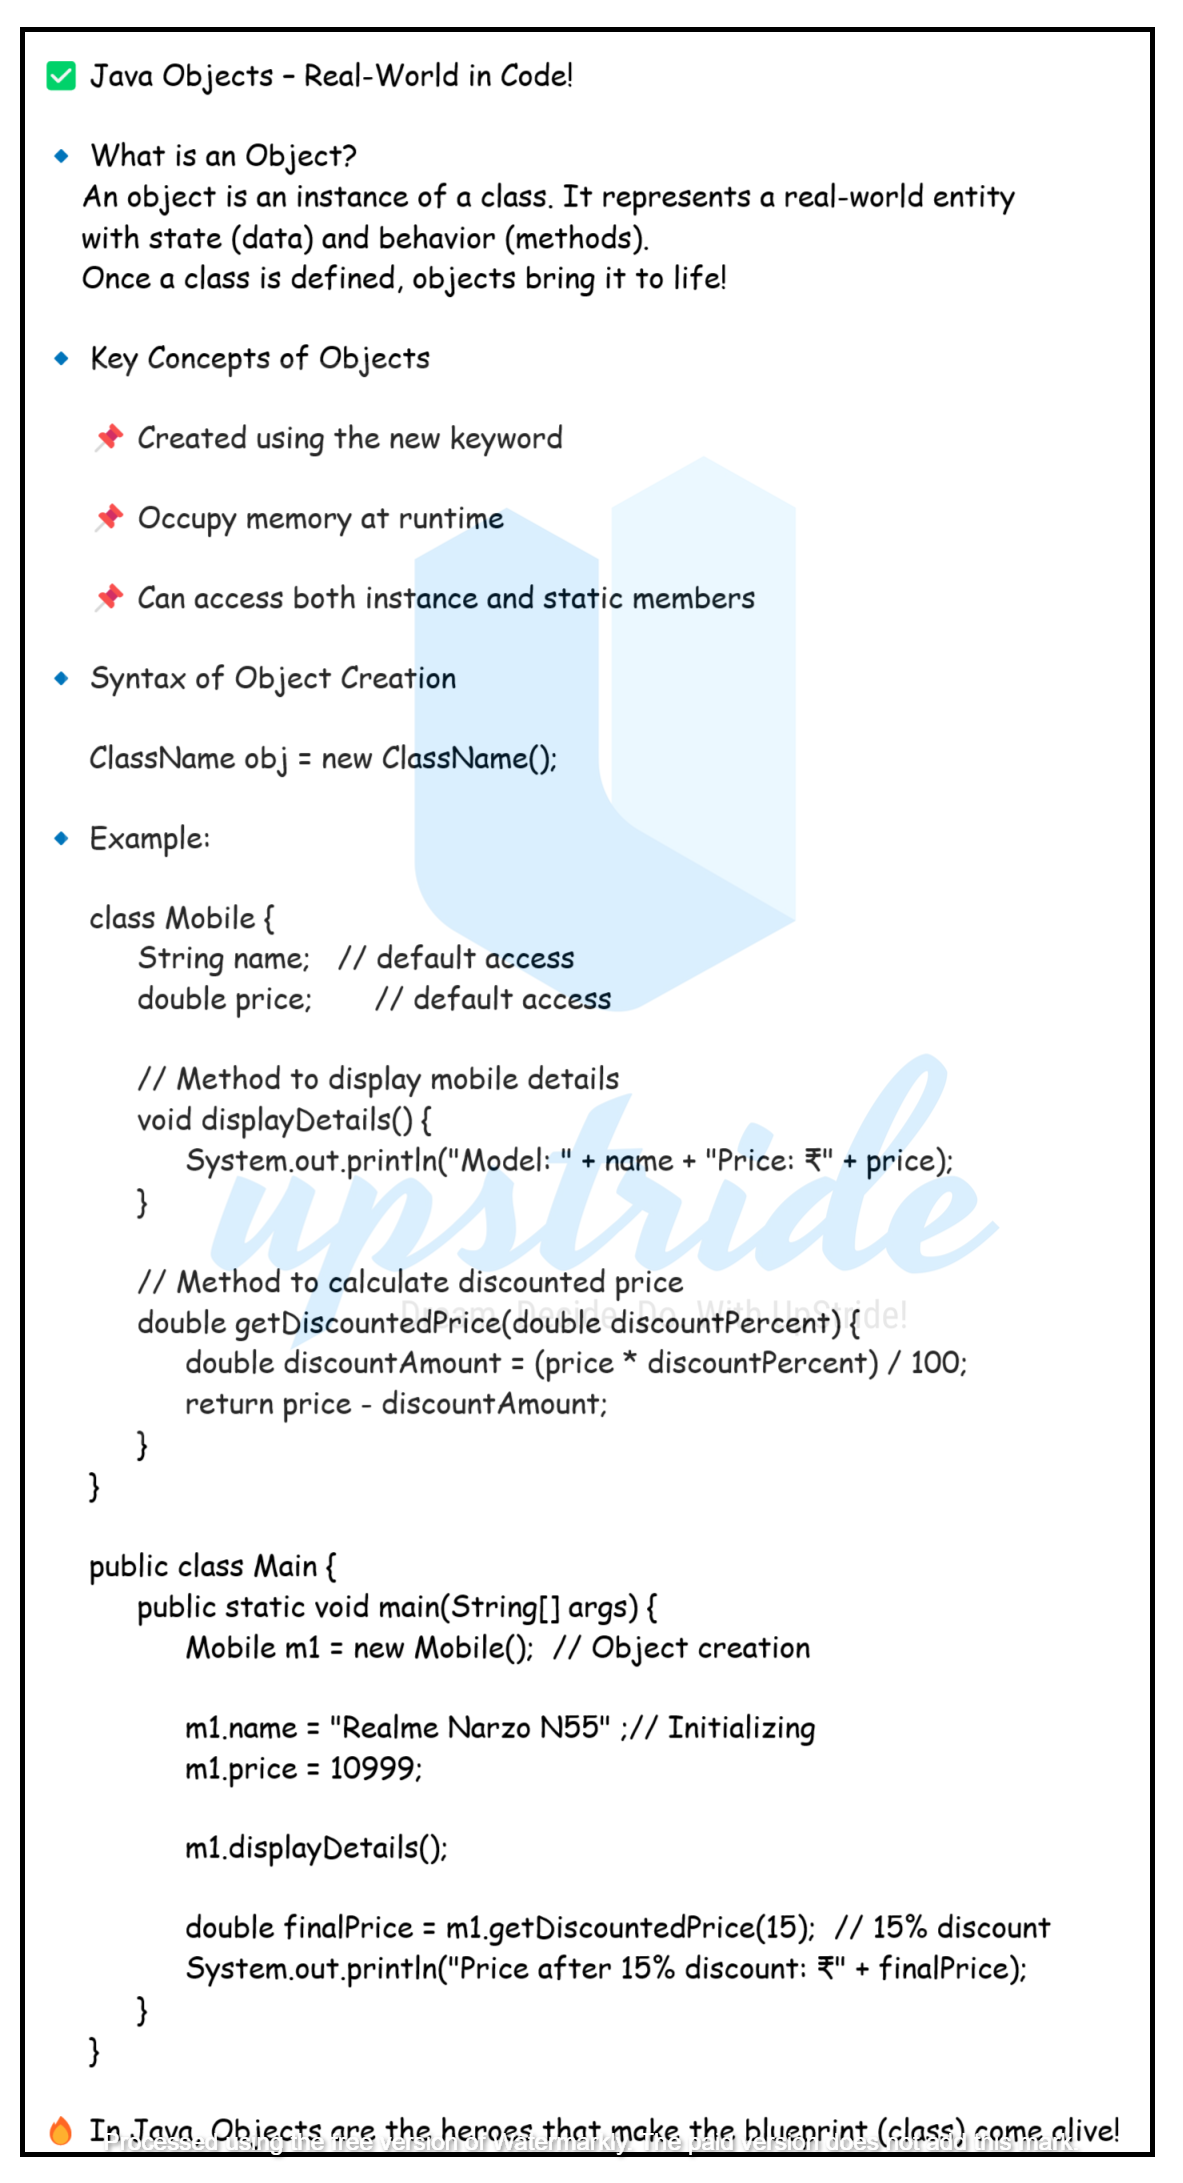 ✅ Java Objects – Real-World in Code!
🔹 What is an Object?
An object is an instance of a class. It represents a real-world entity
with state (data) and behavior (methods).
Once a class is defined, objects bring it to life!
🔹 Key Concepts of Objects
📌 Created using the new keyword
📌 Occupy memory at runtime
📌 Can access both instance and static members
🔹 Syntax of Object Creation
ClassName obj = new ClassName();
🔹 Example:
class Mobile {
String name;   // default access
double price;       // default access
// Method to display mobile details
void displayDetails() {
System.out.println("Model: " + name + "Price: ₹" + price);
}
upstride
// Method to calculate discounted price
Dream. Decide. Do. With UpStride!
double getDiscountedPrice(double discountPercent) {
double discountAmount = (price * discountPercent) / 100;
return price - discountAmount;
}
}
public class Main {
public static void main(String[] args) {
Mobile m1 = new Mobile();  // Object creation
m1.name = "Realme Narzo N55" ;// Initializing
m1.price = 10999;
m1.displayDetails();
double finalPrice = m1.getDiscountedPrice(15);  // 15% discount
System.out.println("Price after 15% discount: ₹" + finalPrice);
}
}
🔥 In Java, Objects are the heroes that make the blueprint (class) come alive!
Processed using the free version of Watermarkly. The paid version does not add this mark.